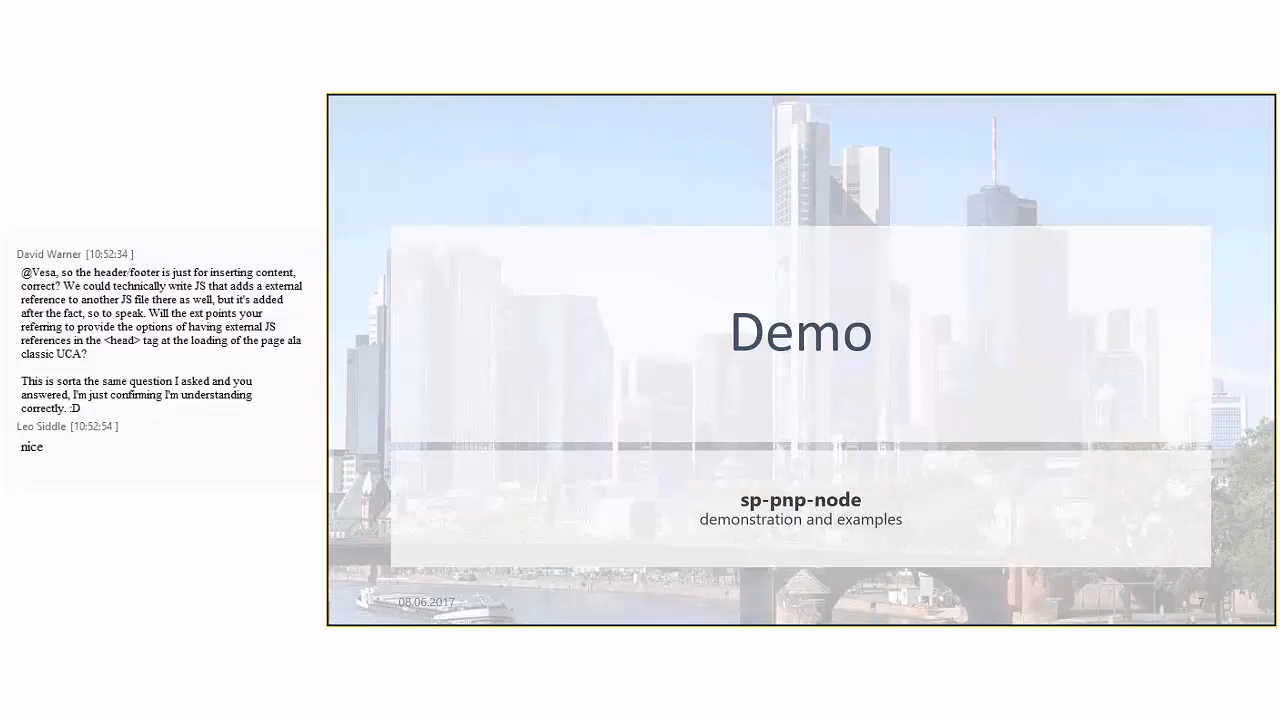 David Warner [10:52:34 ]
@Vesa, so the header/footer is just for inserting content,
correct? We could technically write JS that adds a external
reference to another JS file there as well, but it's added
after the fact, so to speak. Will the ext points your
referring to provide the options of having external JS
references in the <head> tag at the loading of the page ala
classic UCA?
This is sorta the same question I asked and you
answered, I'm just confirming I'm understanding
correctly. :D
Leo Siddle [10:52:54 ]
nice
Demo
sp-pnp-node
demonstration and examples
08.06.2017
7